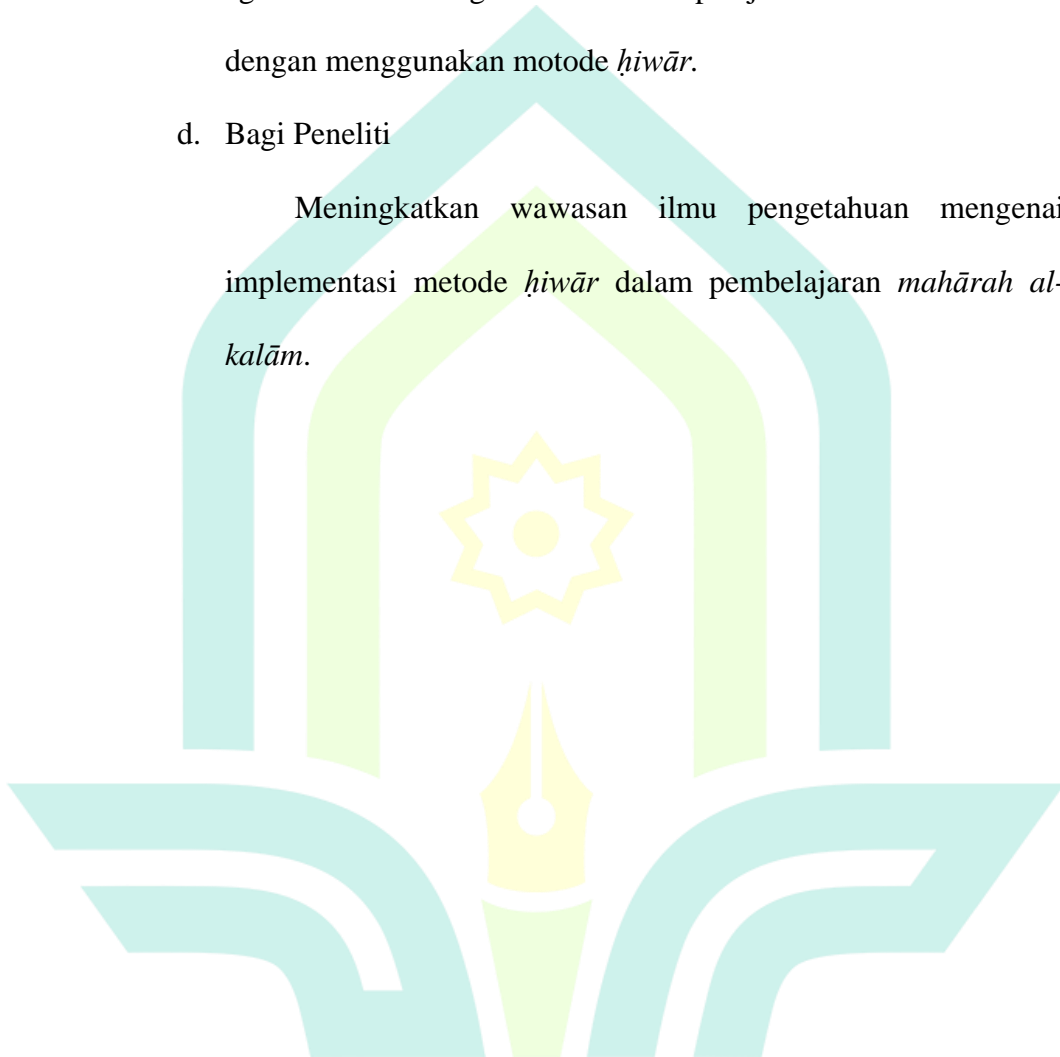 dengan menggunakan motode ḥiwār.
d. Bagi Peneliti
Meningkatkan wawasan ilmu pengetahuan mengenai
implementasi metode ḥiwār dalam pembelajaran mahārah al-
kalām.